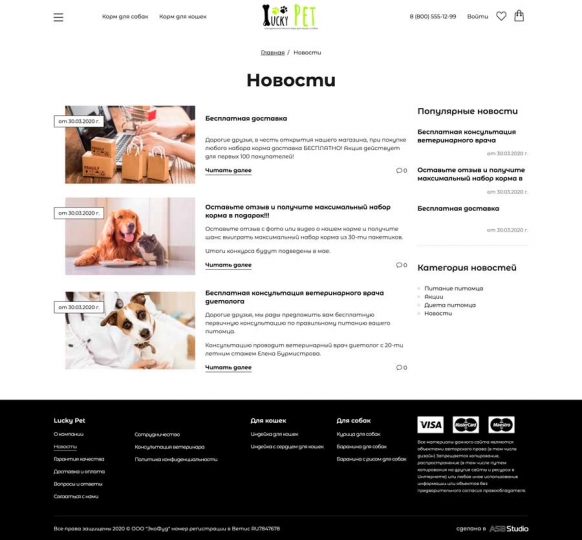 Корм для собак Корм для кошек
Lucky PET
8 (800) 555-12-99 Войти
Главная / Новости
Новости
от 30.03.2020 г.
Бесплатная доставка
Дорогие друзья, в честь открытия нашего магазина, при покупке
любого набора корма доставка БЕСПЛАТНО! Акция действует
для первых 100 покупателей!
Читать далее 0
от 30.03.2020 г.
Оставьте отзыв и получите максимальный набор
корма в подарок!!!
Оставьте отзыв с фото или видео о нашем корме и получите
шанс выиграть максимальный набор корма из 30-ти пакетиков.
Итоги конкурса будут подведены в мае.
Читать далее 0
от 30.03.2020 г.
Бесплатная консультация ветеринарного врача
диетолога
Дорогие друзья, мы рады предложить вам бесплатную
первичную консультацию по правильному питанию вашего
питомца.
Консультацию проводит ветеринарный врач диетолог с 20-ти
летним стажем Елена Бурмистрова.
Читать далее 0
Популярные новости
Бесплатная консультация
ветеринарного врача
от 30.03.2020 г.
Оставьте отзыв и получите
максимальный набор корма в
от 30.03.2020 г.
Бесплатная доставка
от 30.03.2020 г.
Категория новостей
Питание питомца
Акции
Диета питомца
Новости
Lucky Pet
О компании
Новости
Гарантия качества
Доставка и оплата
Вопросы и ответы
Связаться с нами
Сотрудничество
Консультация ветеринара
Политика конфиденциальности
Для кошек
Индейка для кошек
Индейка с сердцем для кошек
Для собак
Курица для собак
Баранина для собак
Баранина с рисом для собак
VISA MasterCard Maestro
Все материалы данного сайта являются
объектами авторского права (в том числе
дизайн). Запрещается копирование,
распространение (в том числе путем
копирования на другие сайты и ресурсы в
Интернете) или любое иное использование
информации или объектов без
предварительного согласия правообладателя.
Все права защищены 2020 © ООО "ЭкоФуд" номер регистрации в Ветис RU7847678
сделано в ASB Studio